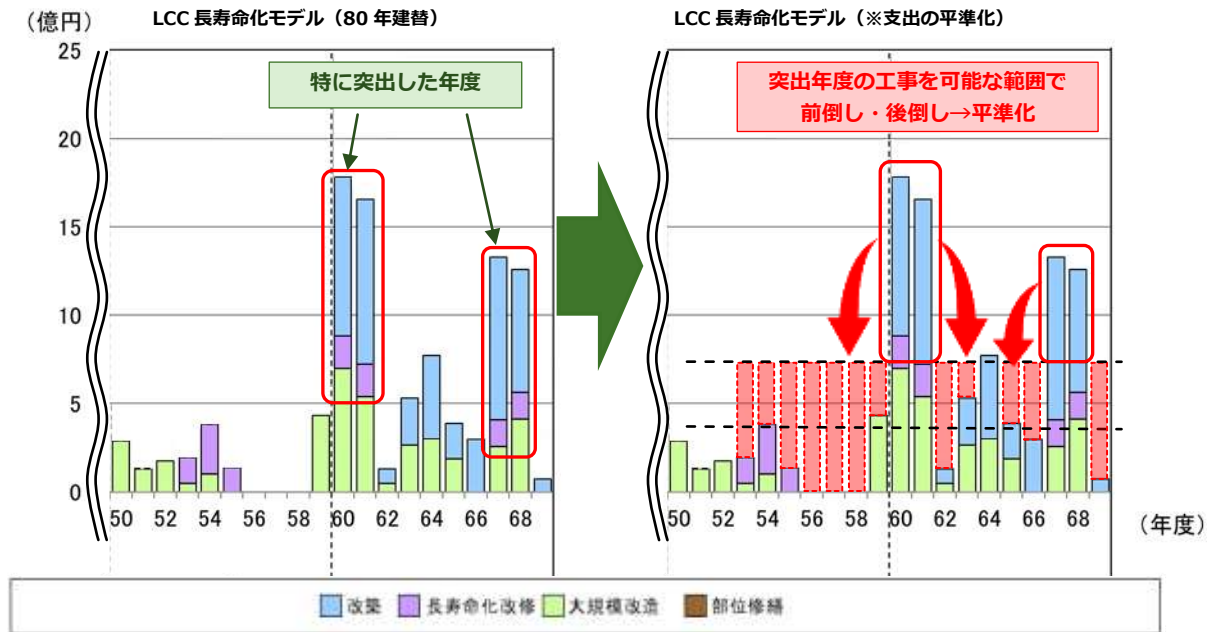 (億円)
LCC 長寿命化モデル（80 年建替）
25
20
15
10
5
0
特に突出した年度
50 52 54 56 58 60 62 64 66 68
LCC 長寿命化モデル（※支出の平準化）
突出年度の工事を可能な範囲で
前倒し・後倒し→平準化
50 52 54 56 58 60 62 64 66 68
(年度)
改築 長寿命化改修 大規模改造 部位修繕